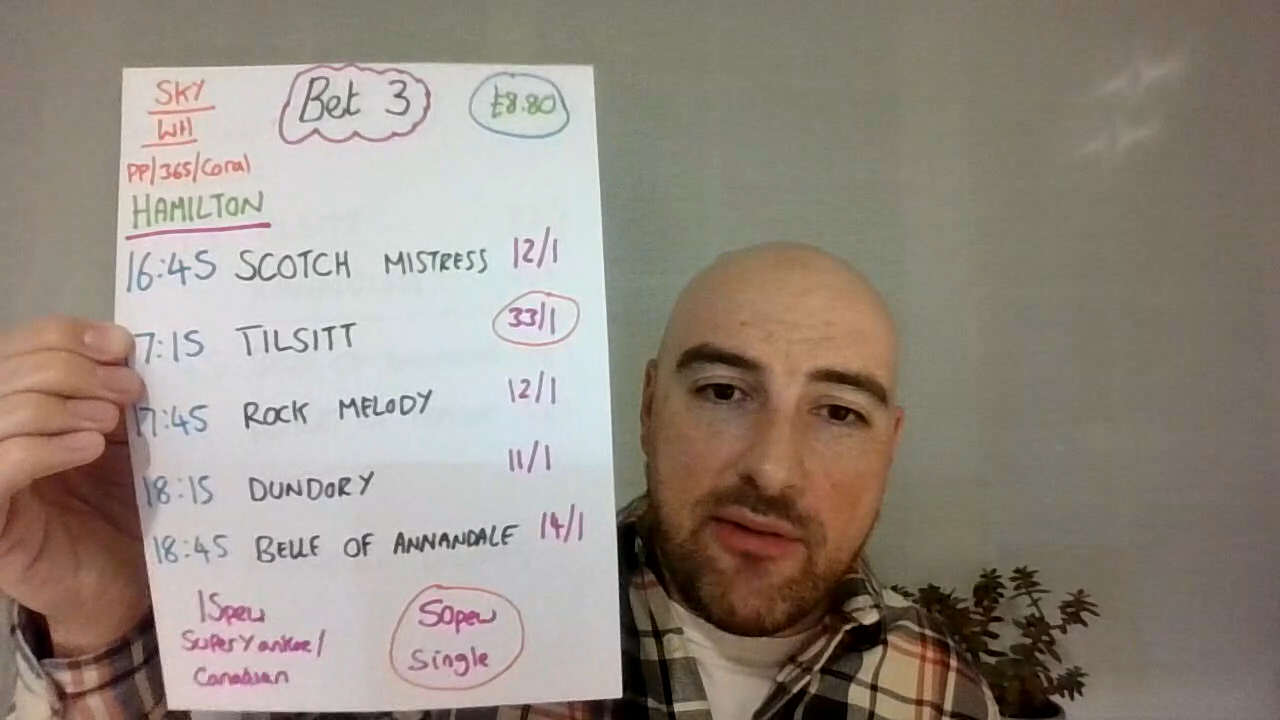 SKY
WH
PP/365/Coral
Bet 3
£8.80
HAMILTON
16:45 SCOTCH MISTRESS 12/1
17:15 TILSITT 33/1
17:45 ROCK MELODY 12/1
18:15 DUNDORY 11/1
18:45 BELLE OF ANNANDALE 14/1
15pew
Super Yankee/
Canadian
50pew
Single